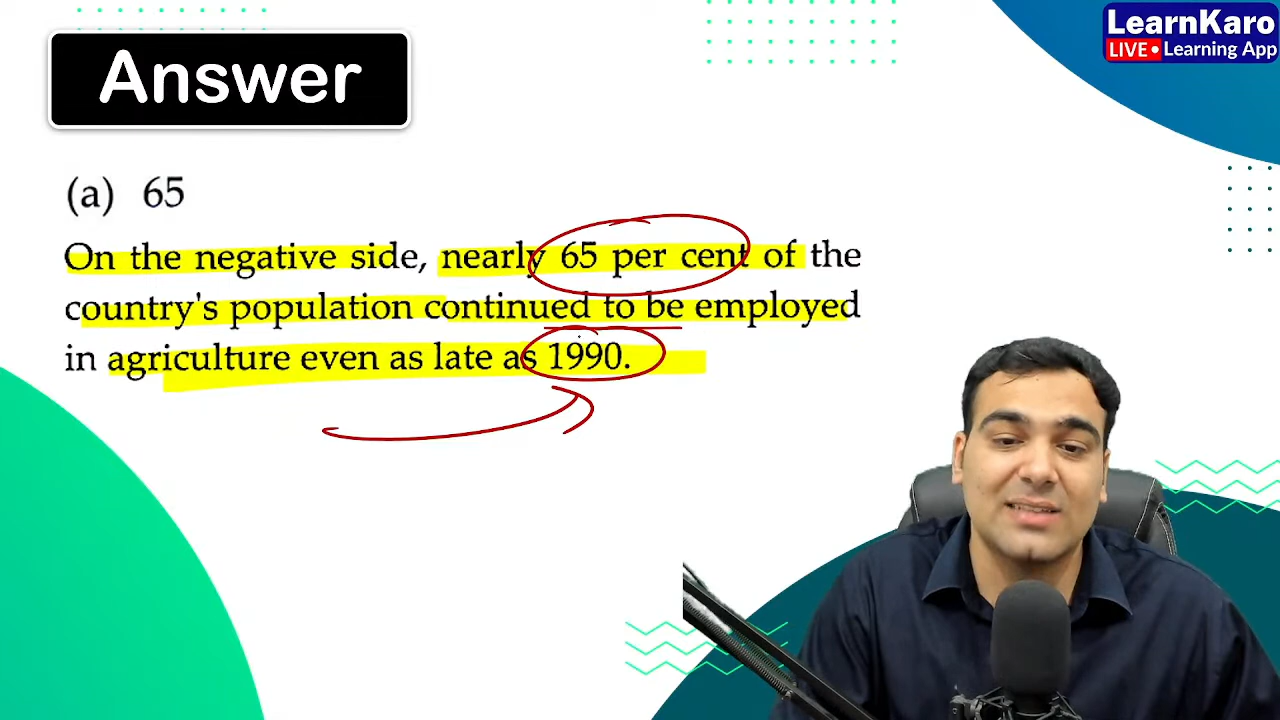 LearnKaro
LIVE • Learning App
Answer
(a) 65
On the negative side, nearly 65 per cent of the
country's population continued to be employed
in agriculture even as late as 1990.